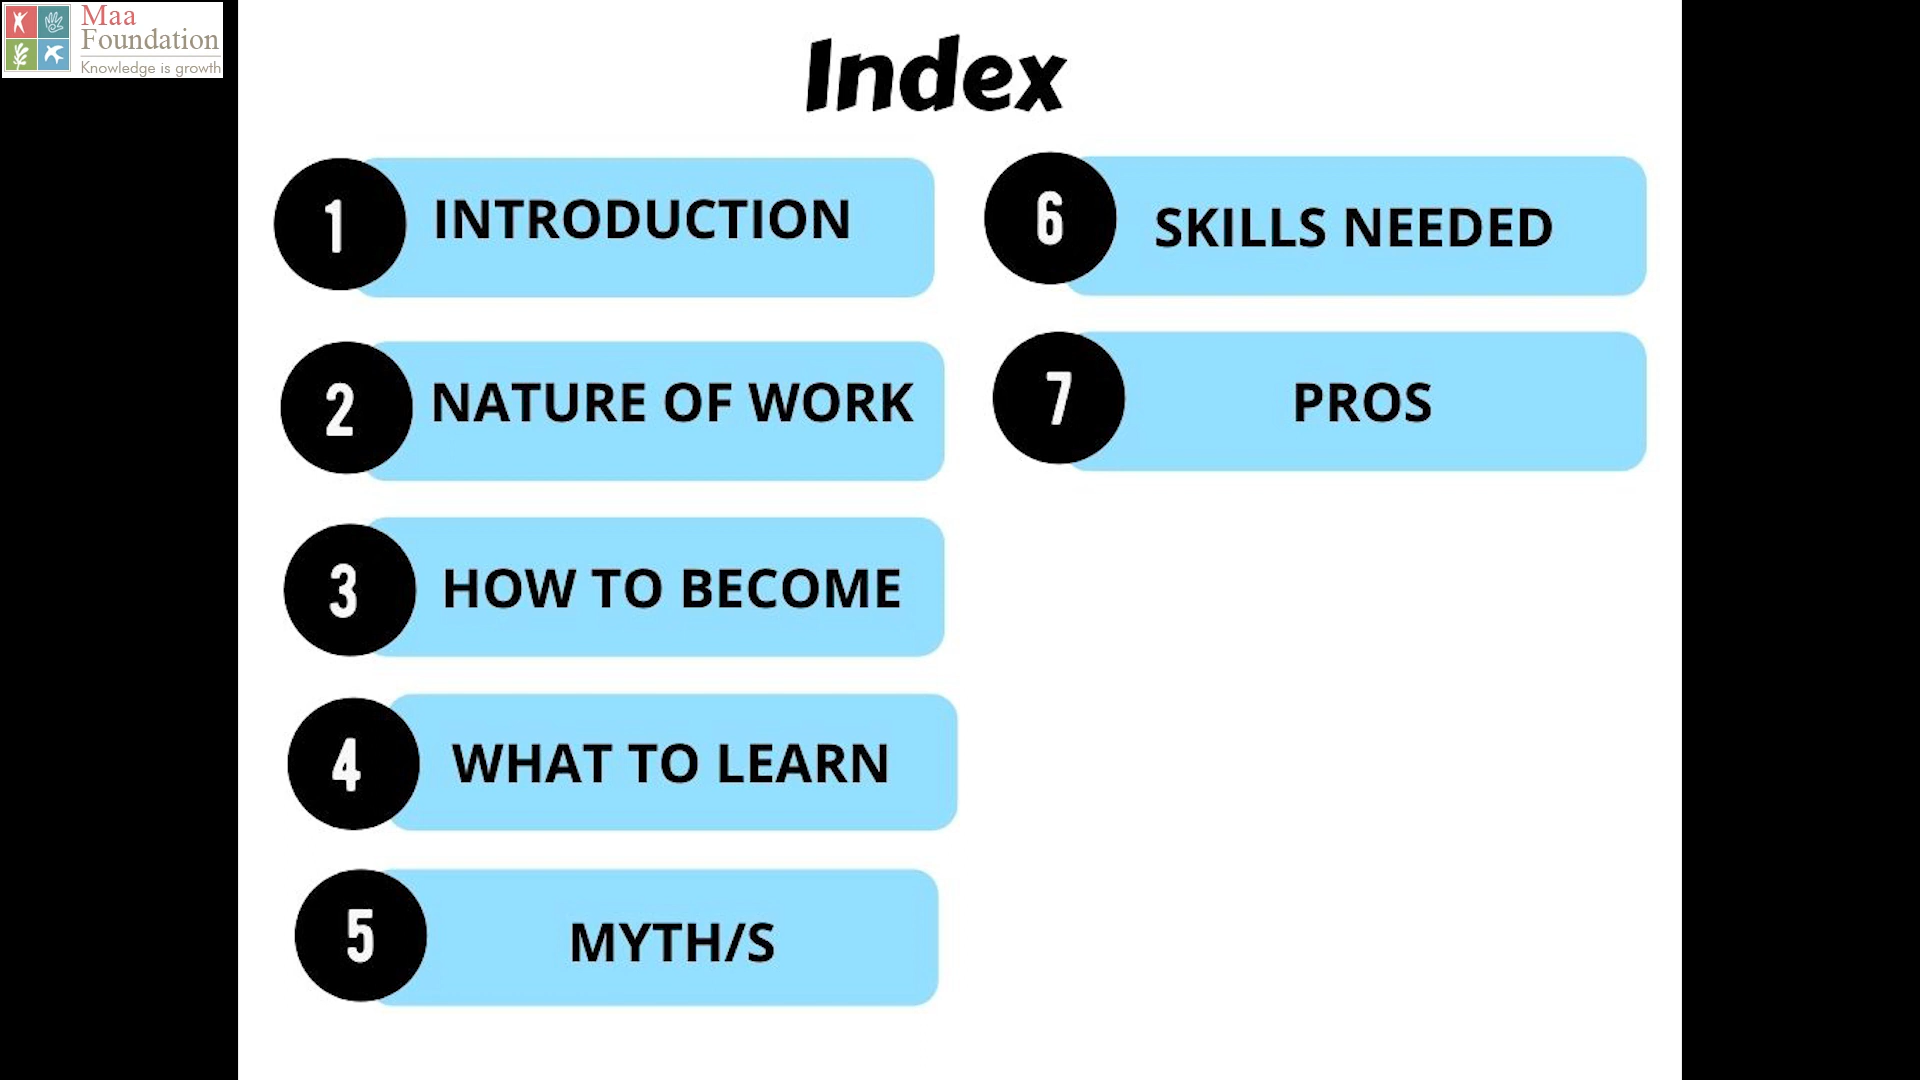 Maa
Foundation
Knowledge is growth
Index
1 INTRODUCTION
2 NATURE OF WORK
3 HOW TO BECOME
4 WHAT TO LEARN
5 MYTH/S
6 SKILLS NEEDED
7 PROS